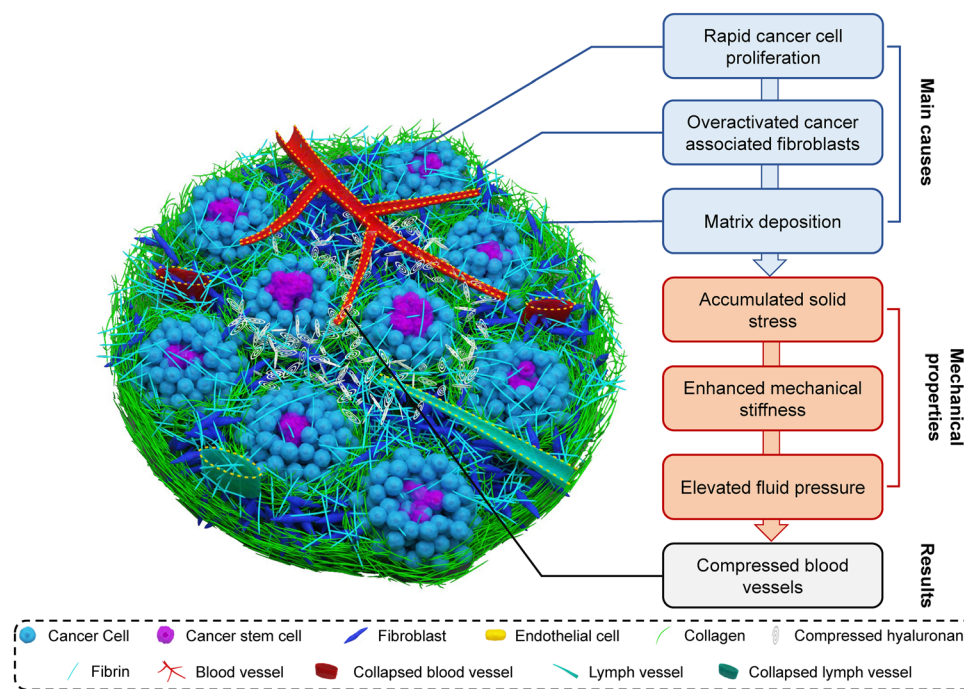 Rapid cancer cell
proliferation
Overactivated cancer
associated fibroblasts
Matrix deposition
Main causes
Accumulated solid
stress
Enhanced mechanical
stiffness
Elevated fluid pressure
Mechanical
properties
Compressed blood
vessels
Results
Cancer Cell Cancer stem cell Fibroblast Endothelial cell Collagen Compressed hyaluronan
Fibrin Blood vessel Collapsed blood vessel Lymph vessel Collapsed lymph vessel